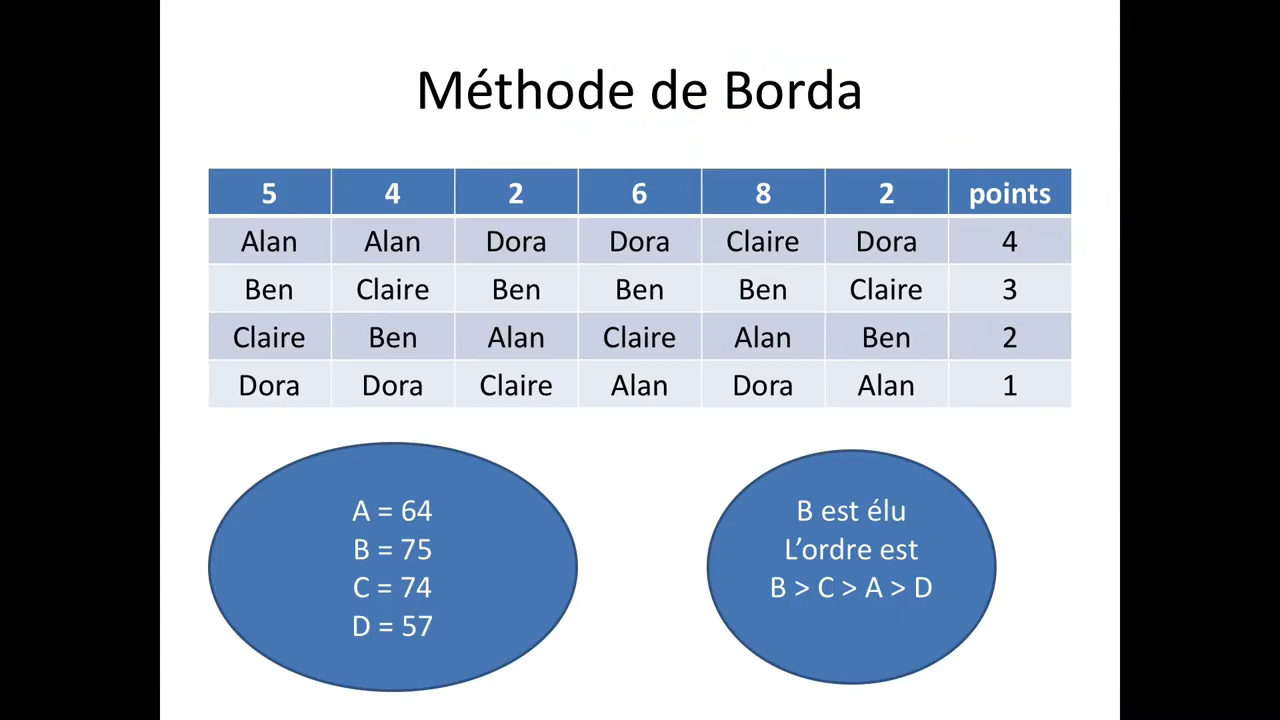 Méthode de Borda
5 4 2 6 8 2 points
Alan Alan Dora Dora Claire Dora 4
Ben Claire Ben Ben Ben Claire 3
Claire Ben Alan Claire Alan Ben 2
Dora Dora Claire Alan Dora Alan 1
A = 64
B = 75
C = 74
D = 57
B est élu
L’ordre est
B > C > A > D